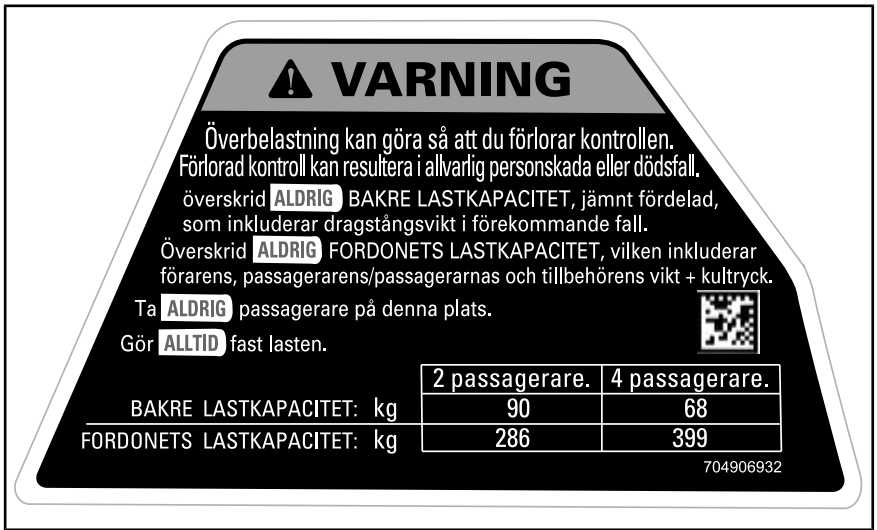 VARNING
Överbelastning kan göra så att du förlorar kontrollen.
Förlorad kontroll kan resultera i allvarlig personskada eller dödsfall.
överskrid ALDRIG BAKRE LASTKAPACITET, jämnt fördelad,
som inkluderar dragstångsvikt i förekommande fall.
Överskrid ALDRIG FORDONETS LASTKAPACITET, vilken inkluderar
förarens, passagerarens/passagerarnas och tillbehörens vikt + kultryck.
Ta ALDRIG passagerare på denna plats.
Gör ALLTID fast lasten.
2 passagerare. 4 passagerare.
BAKRE LASTKAPACITET: kg 90 68
FORDONETS LASTKAPACITET: kg 286 399
704906932